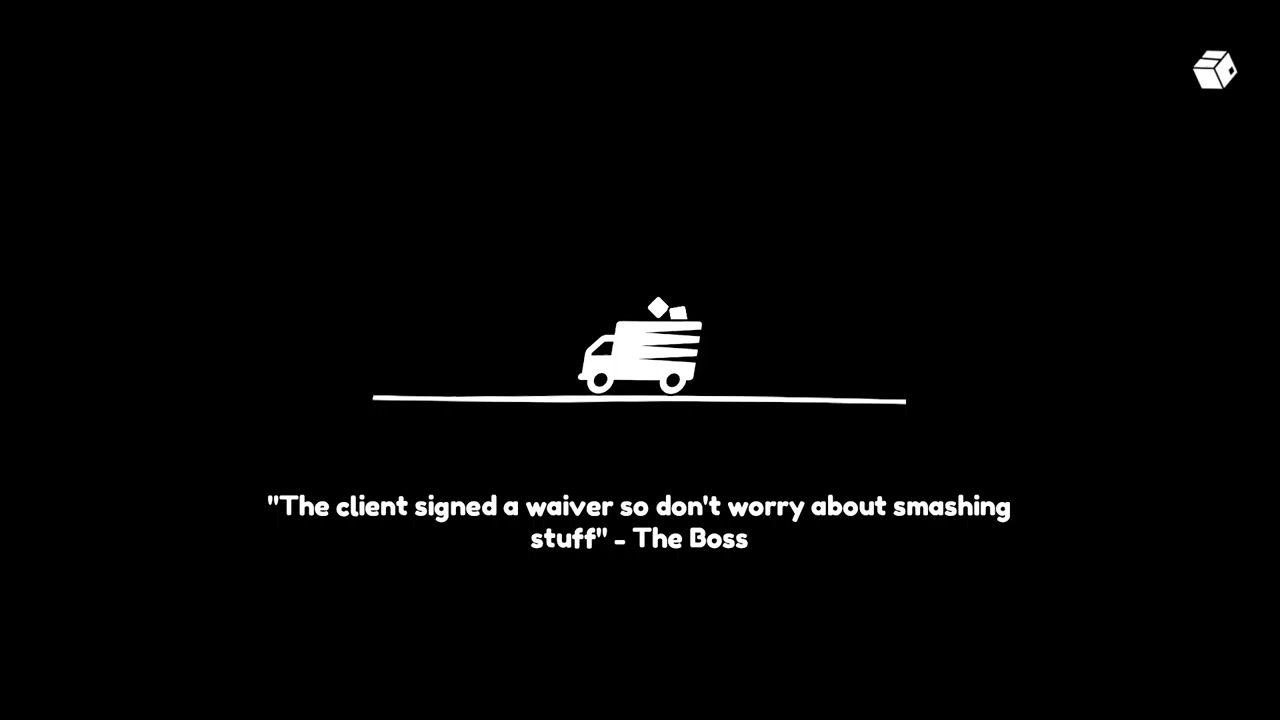 "The client signed a waiver so don't worry about smashing
stuff" - The Boss